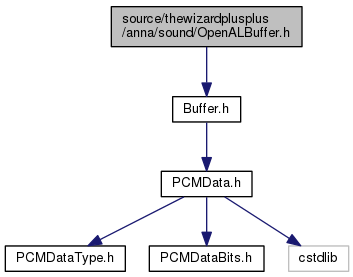 source/thewizardplusplus
/anna/sound/OpenALBuffer.h
Buffer.h
PCMData.h
PCMDataType.h
PCMDataBits.h
cstdlib